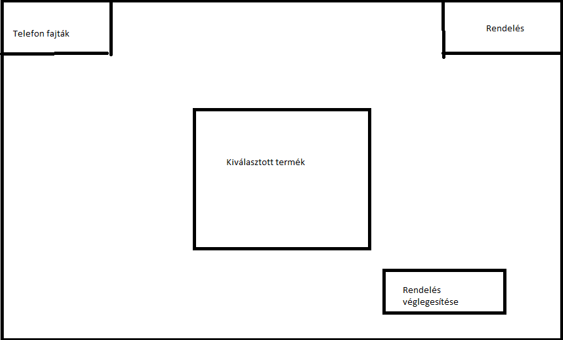 Telefon fajták
Rendelés
Kiválasztott termék
Rendelés
véglegesítése